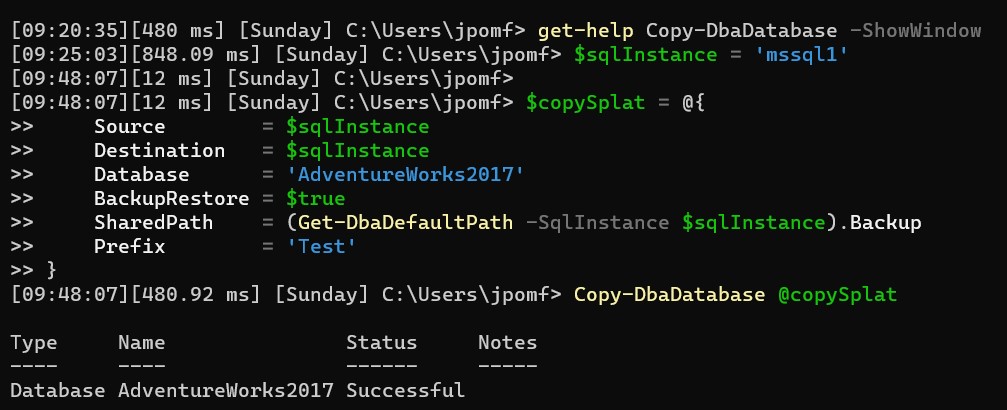 [09:20:35][480 ms] [Sunday] C:\Users\jpomf> get-help Copy-DbaDatabase -ShowWindow
[09:25:03][848.09 ms] [Sunday] C:\Users\jpomf> $sqlInstance = 'mssql1'
[09:48:07][12 ms] [Sunday] C:\Users\jpomf>
[09:48:07][12 ms] [Sunday] C:\Users\jpomf> $copySplat = @{
>>     Source        = $sqlInstance
>>     Destination   = $sqlInstance
>>     Database      = 'AdventureWorks2017'
>>     BackupRestore = $true
>>     SharedPath    = (Get-DbaDefaultPath -SqlInstance $sqlInstance).Backup
>>     Prefix        = 'Test'
>> }
[09:48:07][480.92 ms] [Sunday] C:\Users\jpomf> Copy-DbaDatabase @copySplat
Type     Name               Status     Notes
----     ----               ------     -----
Database AdventureWorks2017 Successful